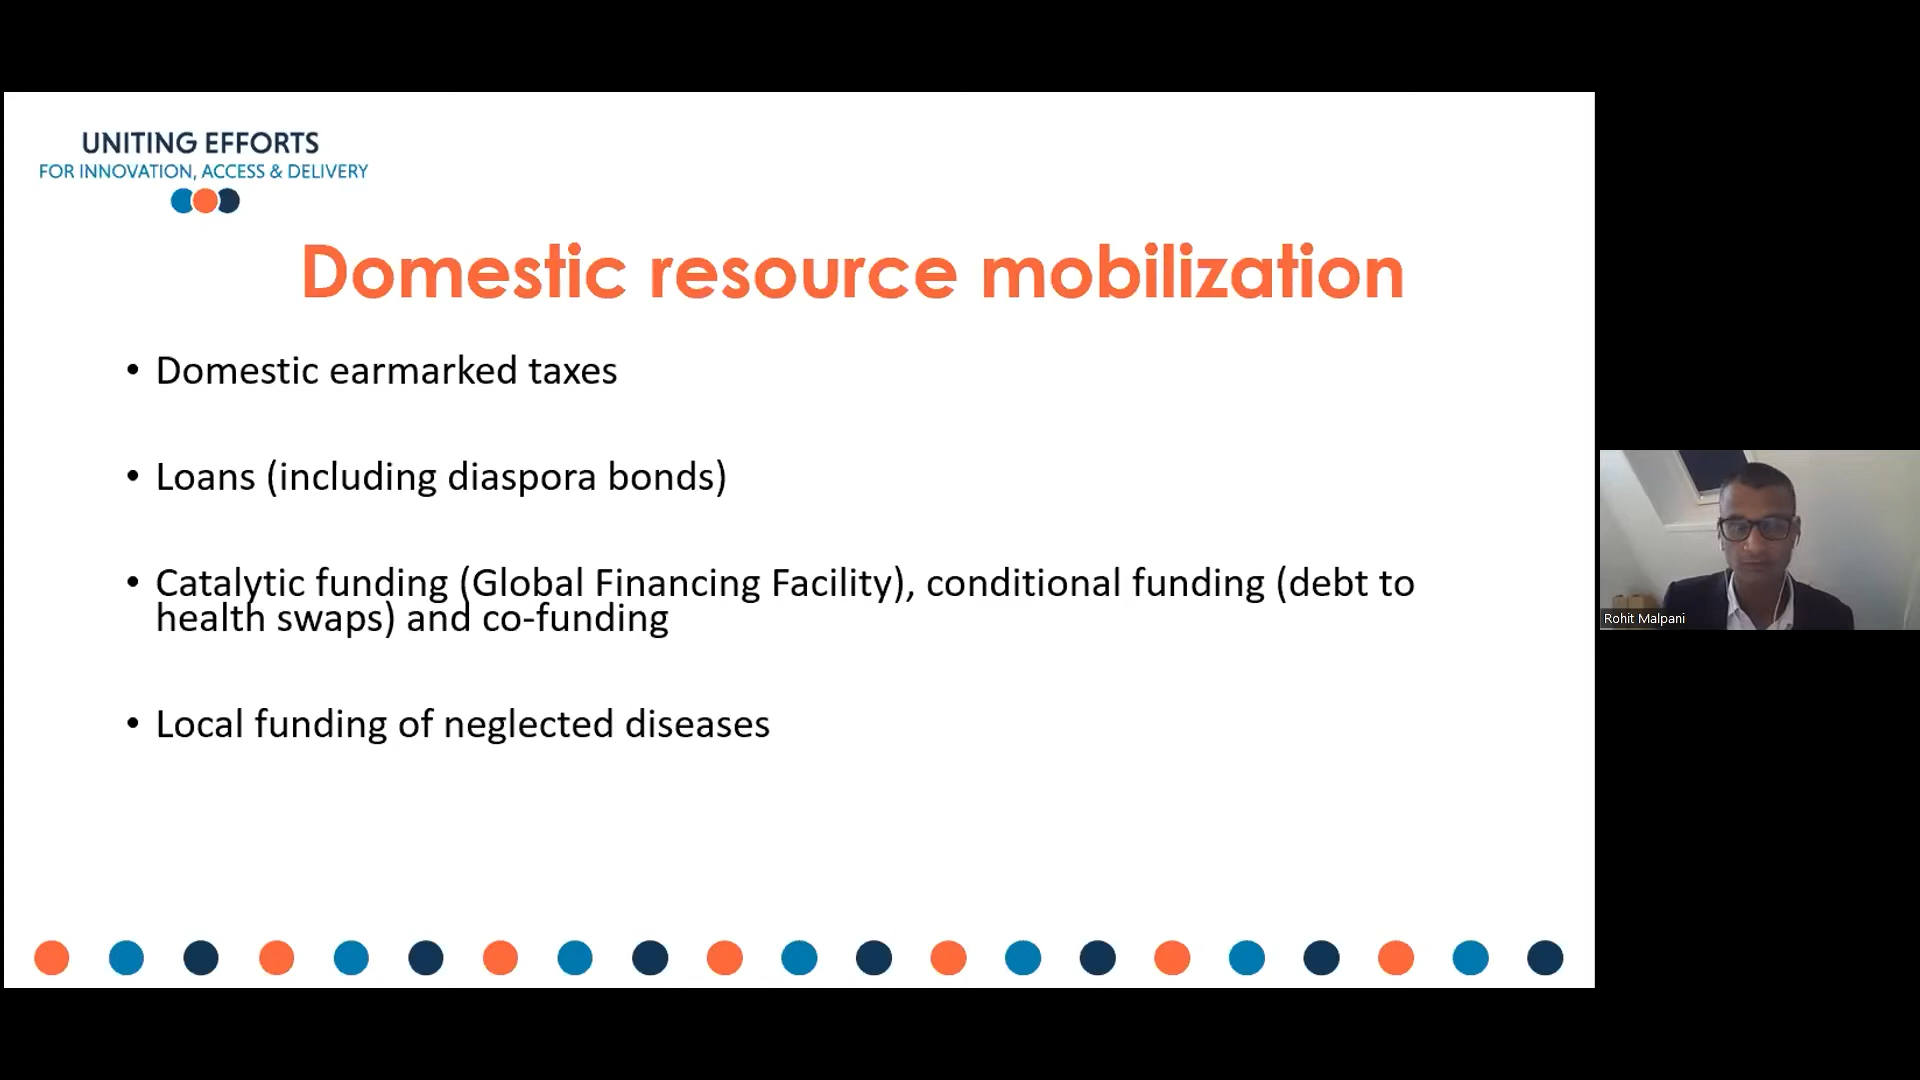 UNITING EFFORTS
FOR INNOVATION, ACCESS & DELIVERY
Domestic resource mobilization
• Domestic earmarked taxes
• Loans (including diaspora bonds)
• Catalytic funding (Global Financing Facility), conditional funding (debt to
health swaps) and co-funding
• Local funding of neglected diseases
Rohit Malpani